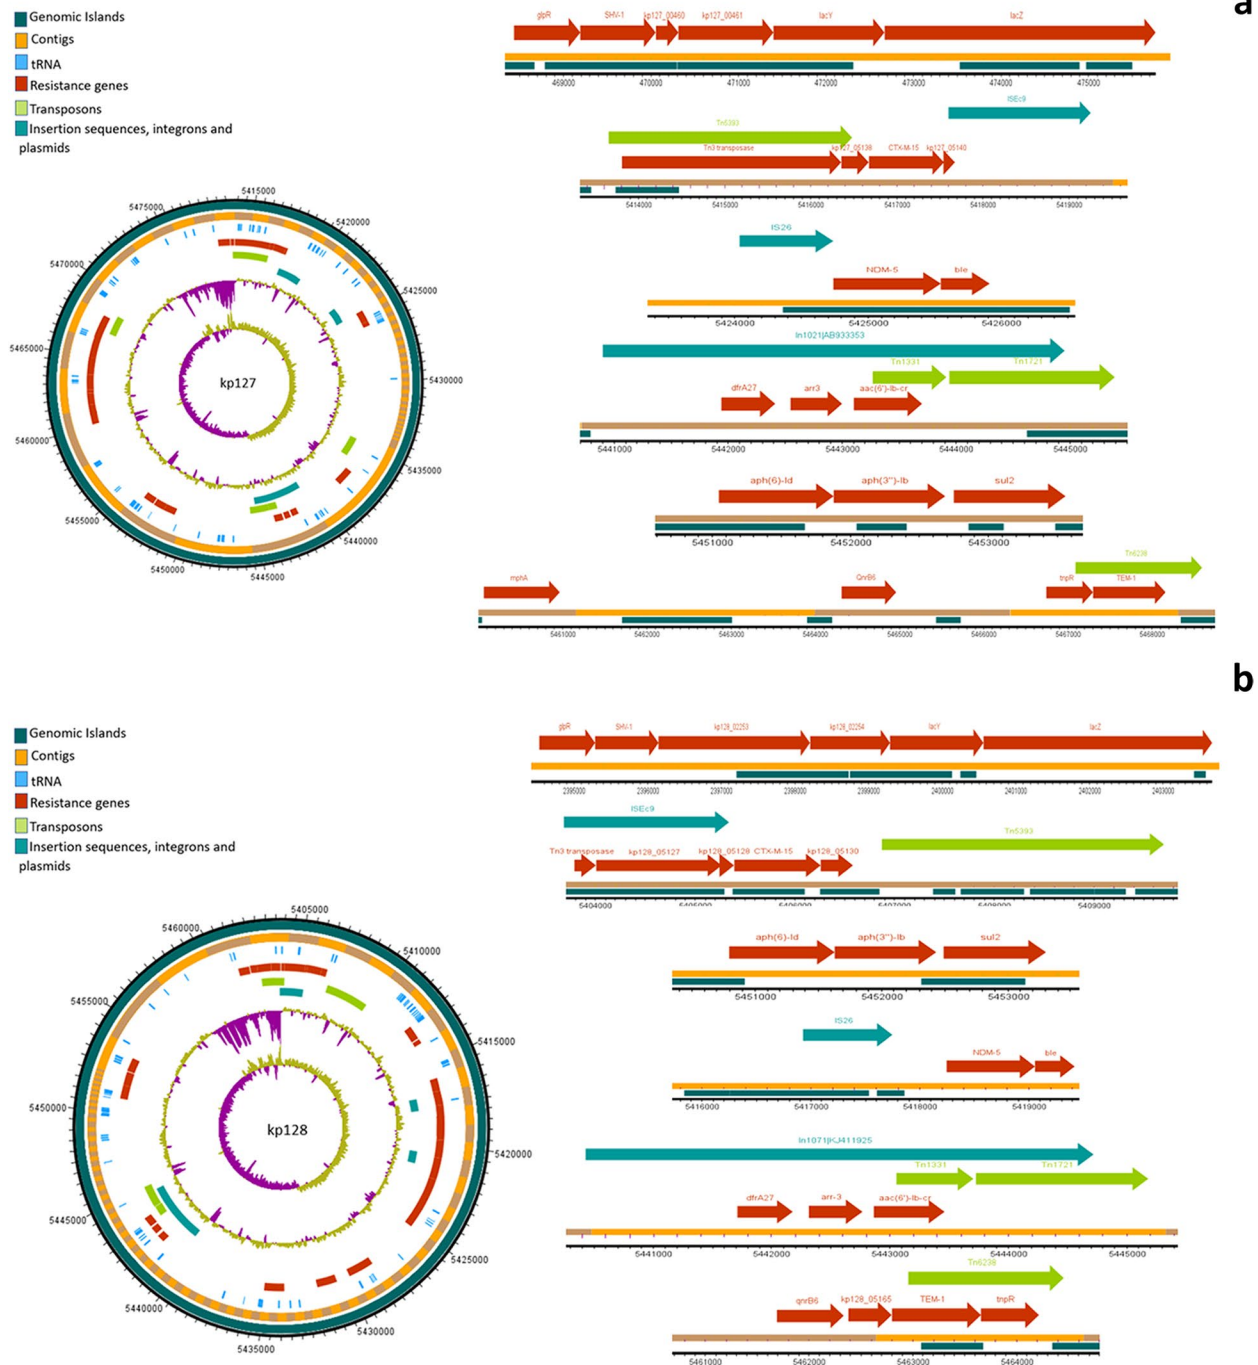 a
Genomic Islands
Contigs
tRNA
Resistance genes
Transposons
Insertion sequences, integrons and
plasmids
5415000
5420000
5425000
5430000
5435000
5440000
5445000
5450000
5455000
5460000
5465000
5470000
5475000
kp127
glpR SHV-1 kp127_00460 kp127_00461 lacY lacZ
469000 470000 471000 472000 473000 474000 475000
ISEc9
Tn5393
Tn3 transposase kp127_05139 CTX-M-15 kp127_05140
5414000 5415000 5416000 5417000 5418000 5419000
IS26
NDM-5 ble
5424000 5425000 5426000
In1021|AB933353
Tn1331 Tn1721
dfrA27 arr3 aac(6')-Ib-cr
5441000 5442000 5443000 5444000 5445000
aph(6)-Id aph(3'')-Ib sul2
5451000 5452000 5453000
Tn6238
mphA QnrB6 tnpR TEM-1
5461000 5462000 5463000 5464000 5465000 5466000 5467000 5468000
b
Genomic Islands
Contigs
tRNA
Resistance genes
Transposons
Insertion sequences, integrons and
plasmids
5405000
5410000
5415000
5420000
5425000
5430000
5435000
5440000
5445000
5450000
5455000
5460000
kp128
glpR SHV-1 kp128_02253 kp128_02254 lacY lacZ
2395000 2396000 2397000 2398000 2399000 2400000 2401000 2402000 2403000
ISEc9
Tn5393
Tn3 transposase kp128_05127 kp128_05128 CTX-M-15 kp128_05130
5404000 5405000 5406000 5407000 5408000 5409000
aph(6)-Id aph(3'')-Ib sul2
5451000 5452000 5453000
IS26
NDM-5 ble
5416000 5417000 5418000 5419000
In1071|KJ411925
Tn1331 Tn1721
dfrA27 arr-3 aac(6')-Ib-cr
5441000 5442000 5443000 5444000 5445000
Tn6238
qnrB6 kp128_05165 TEM-1 tnpR
5461000 5462000 5463000 5464000